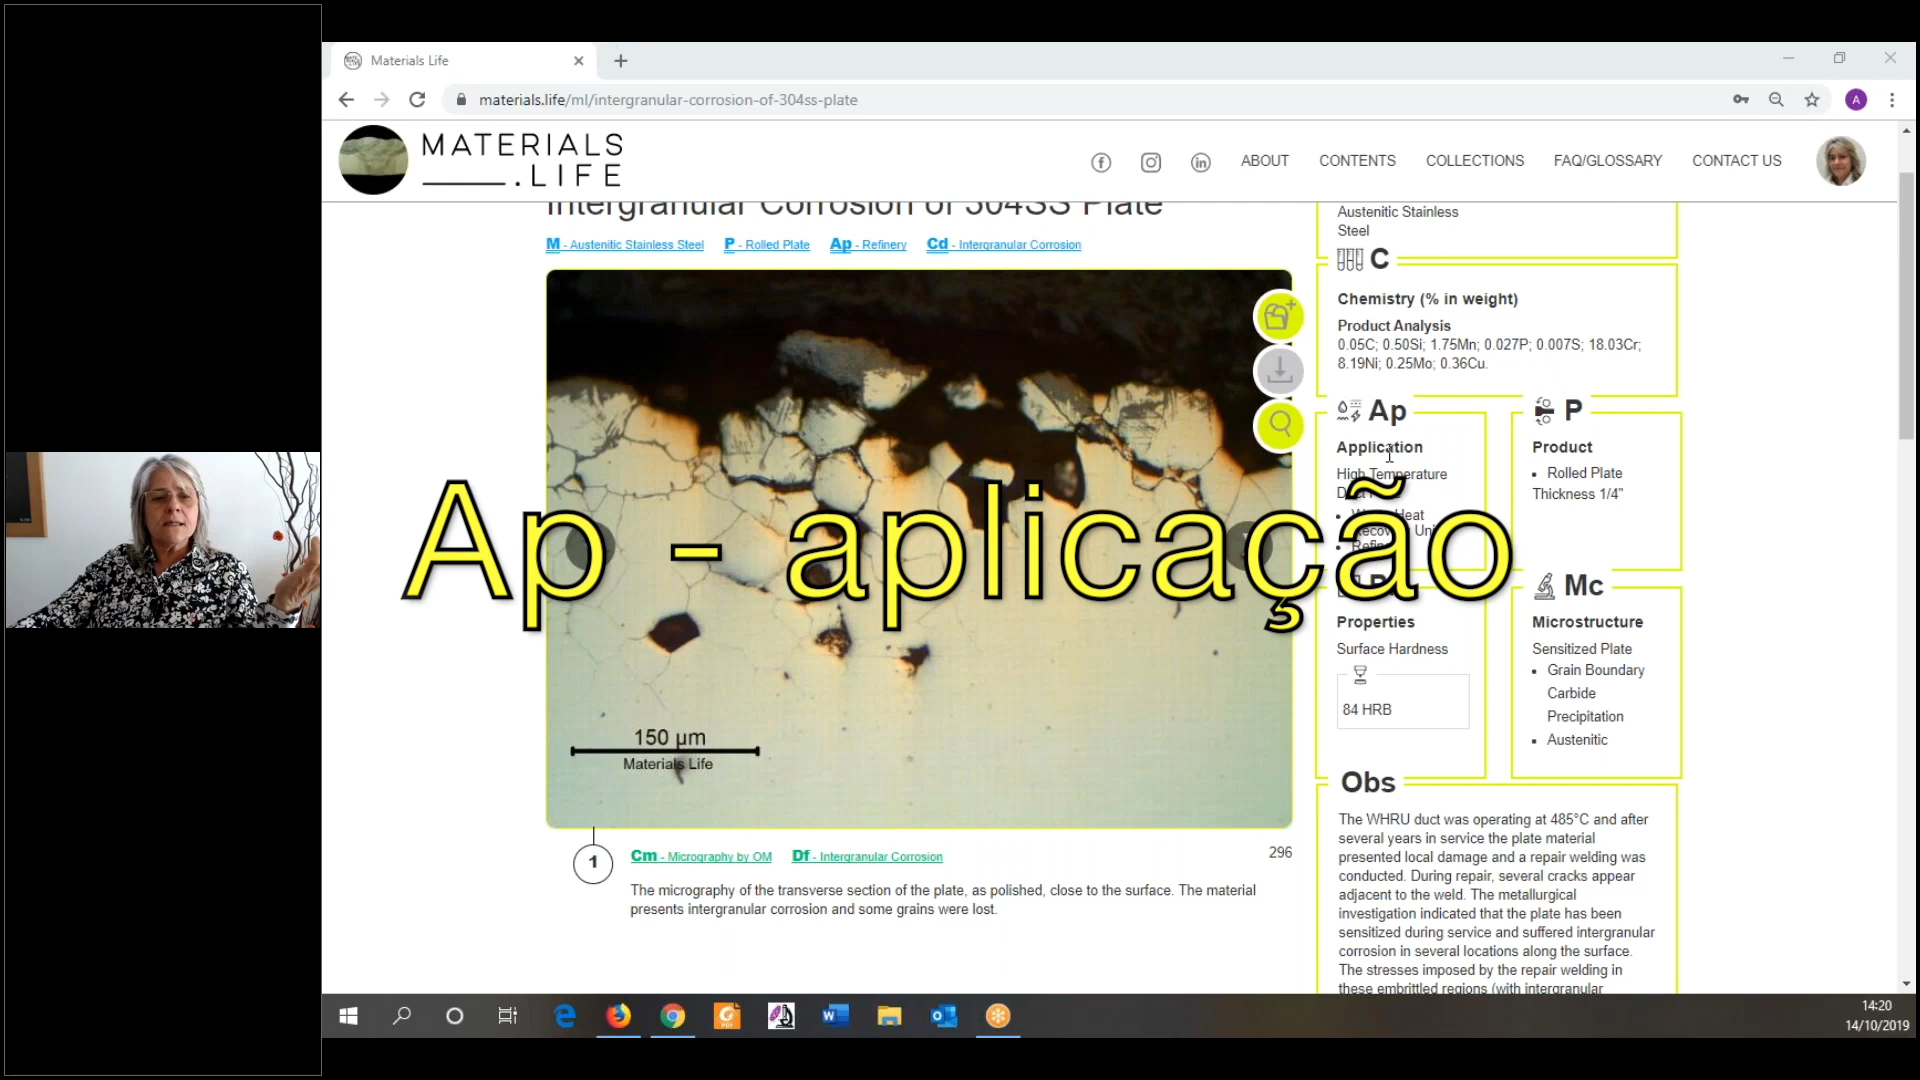 Materials Life
materials.life/ml/intergranular-corrosion-of-304ss-plate
A
MATERIALS
.LIFE
ABOUT CONTENTS COLLECTIONS FAQ/GLOSSARY CONTACT US
Intergranular Corrosion of 304SS Plate
M - Austenitic Stainless Steel P - Rolled Plate Ap - Refinery Cd - Intergranular Corrosion
150 µm
Materials Life
1
Cm - Micrography by OM Df - Intergranular Corrosion
296
The micrography of the transverse section of the plate, as polished, close to the surface. The material
presents intergranular corrosion and some grains were lost.
Austenitic Stainless
Steel
C
Chemistry (% in weight)
Product Analysis
0.05C; 0.50Si; 1.75Mn; 0.027P; 0.007S; 18.03Cr;
8.19Ni; 0.25Mo; 0.36Cu.
Ap
Application
High Temperature
Heat
P
Product
Rolled Plate
Thickness 1/4"
Ap - aplicação
Properties
Surface Hardness
84 HRB
Mc
Microstructure
Sensitized Plate
Grain Boundary
Carbide
Precipitation
Austenitic
Obs
The WHRU duct was operating at 485°C and after
several years in service the plate material
presented local damage and a repair welding was
conducted. During repair, several cracks appear
adjacent to the weld. The metallurgical
investigation indicated that the plate has been
sensitized during service and suffered intergranular
corrosion in several locations along the surface.
The stresses imposed by the repair welding in
these embrittled regions (with intergranular
14:20
14/10/2019